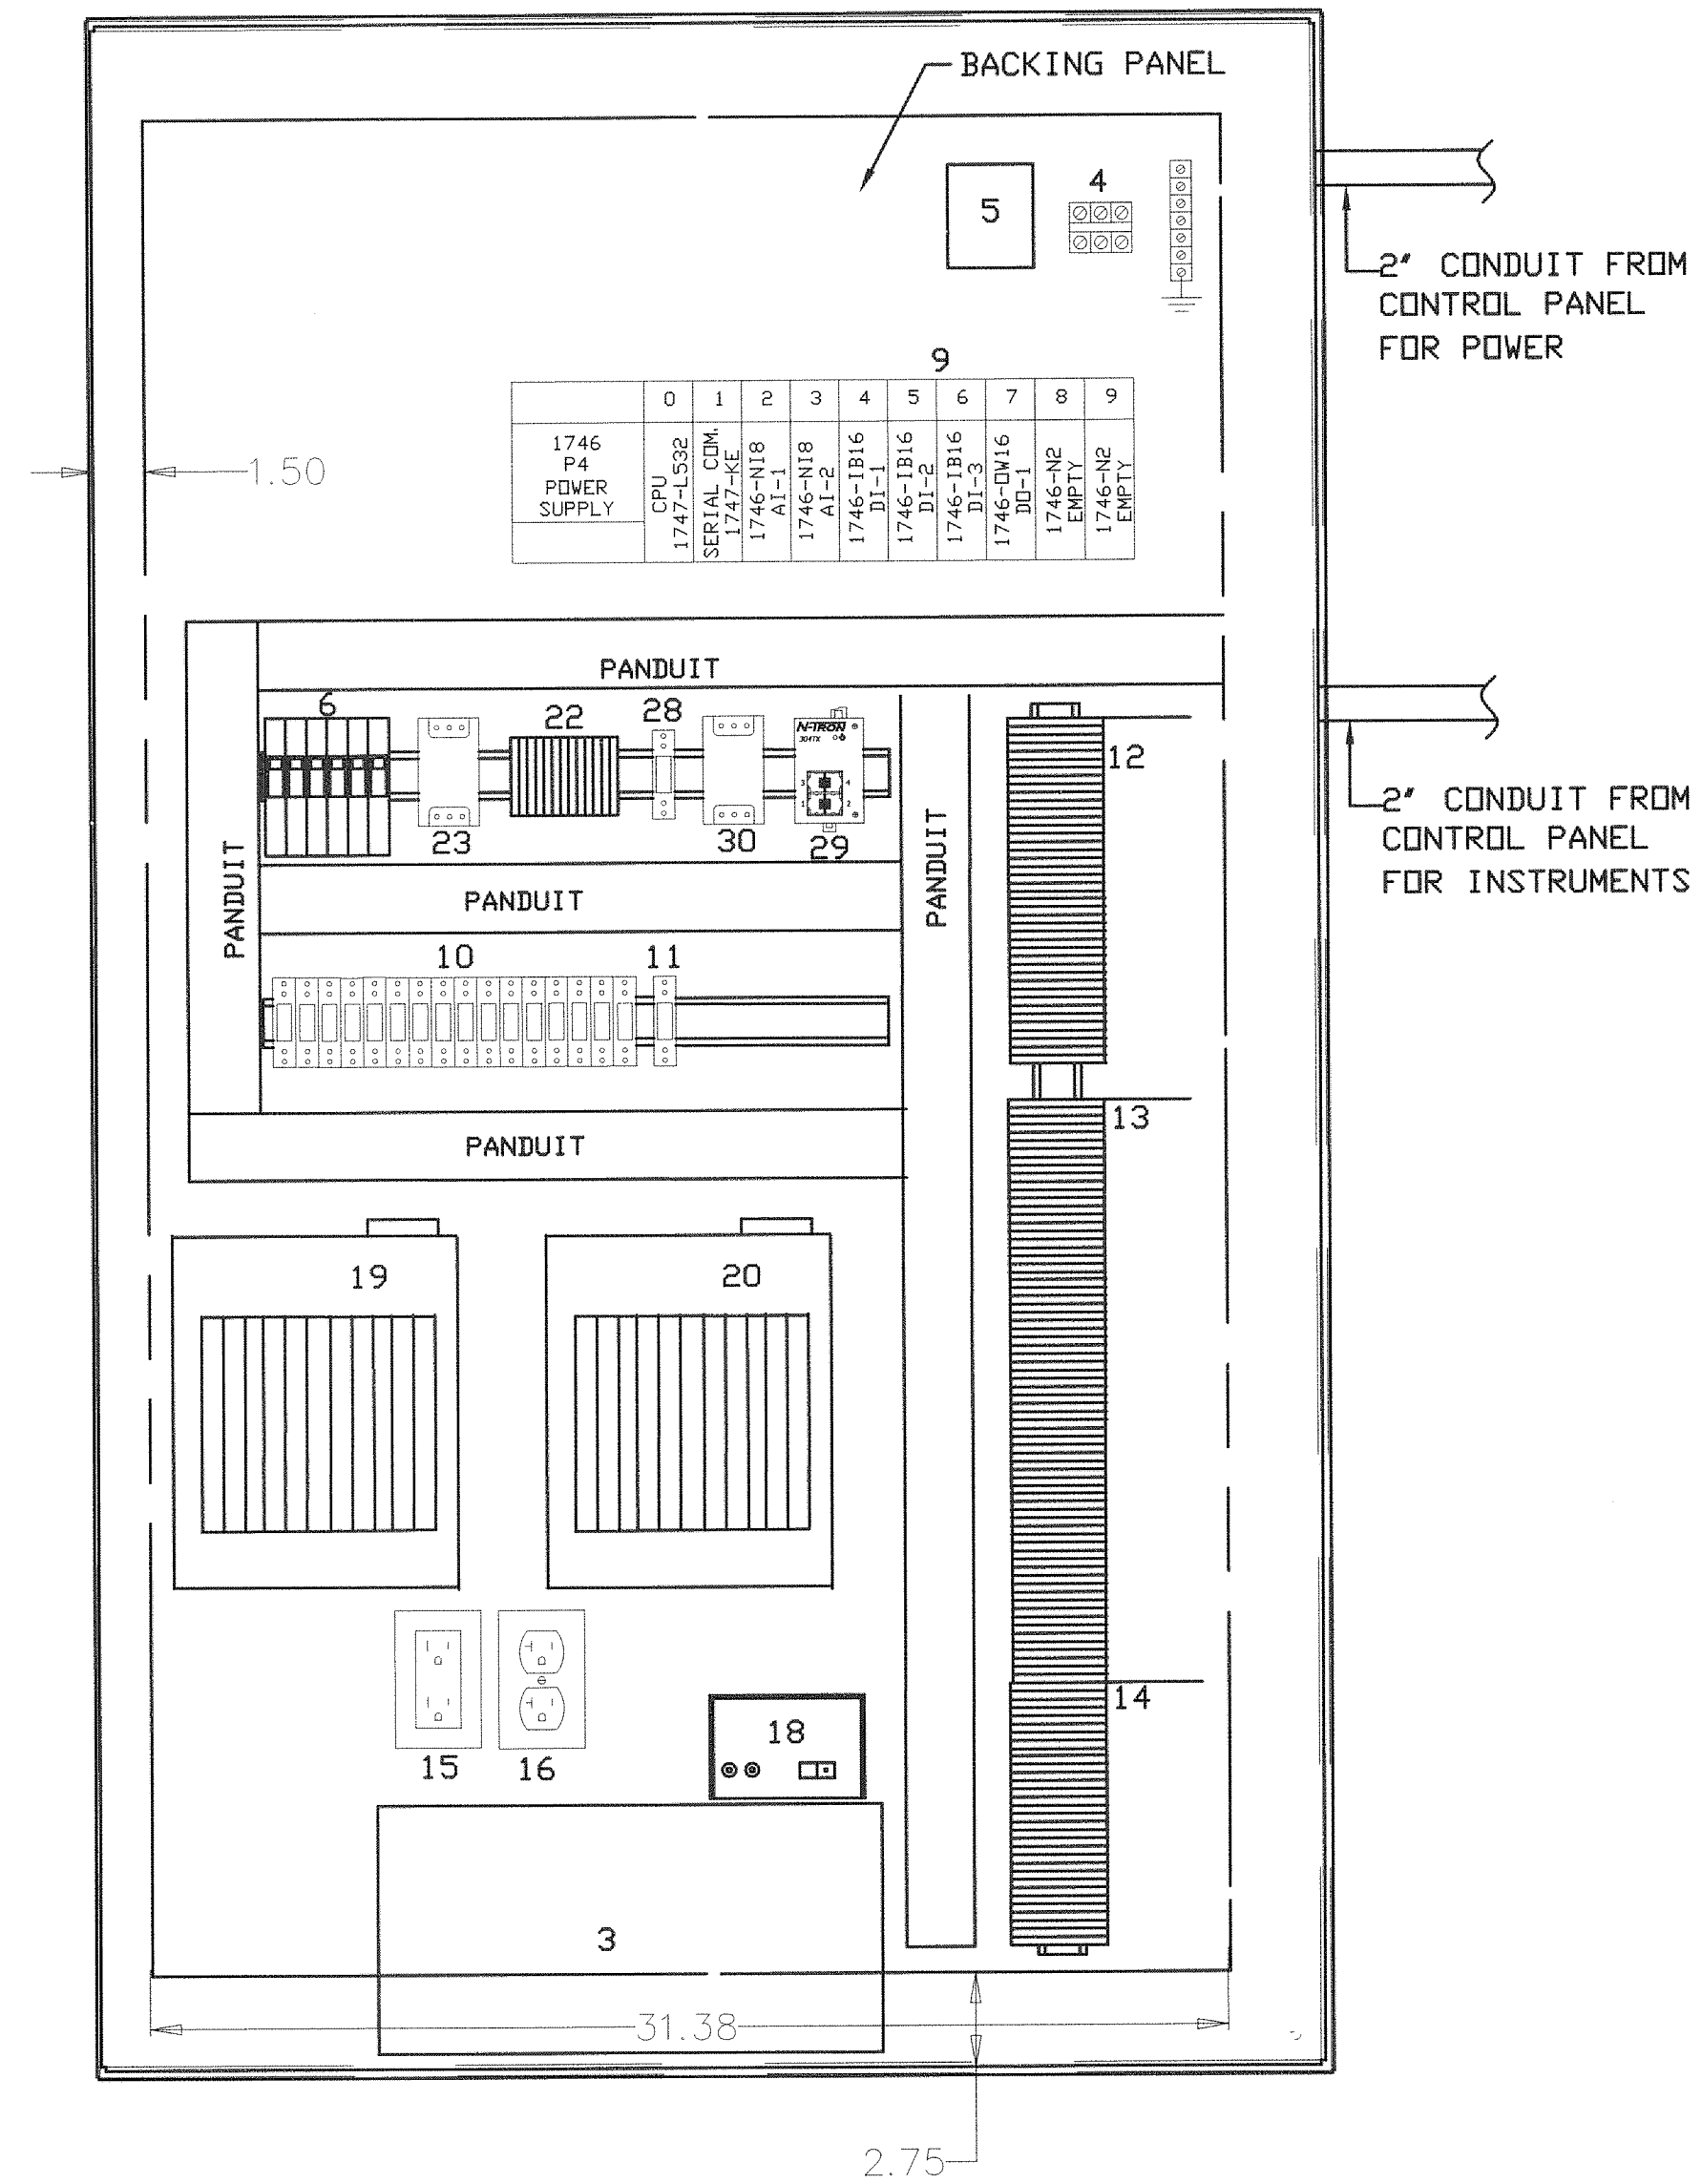 BACKING PANEL
5
4
2" CONDUIT FROM
CONTROL PANEL
FOR POWER
9
0 1 2 3 4 5 6 7 8 9
1746
P4
POWER
SUPPLY
CPU
1747-L532
SERIAL COM.
1747-KE
1746-NI8
AI-1
1746-NI8
AI-2
1746-IB16
DI-1
1746-IB16
DI-2
1746-IB16
DI-3
1746-OW16
DO-1
1746-N2
EMPTY
1746-N2
EMPTY
1.50
PANDUIT
6
22
28
N-TRON
304TX
3 4
1 2
23
30
29
12
2" CONDUIT FROM
CONTROL PANEL
FOR INSTRUMENTS
PANDUIT
PANDUIT
PANDUIT
10
11
13
PANDUIT
19
20
14
15
16
18
3
31.38
2.75